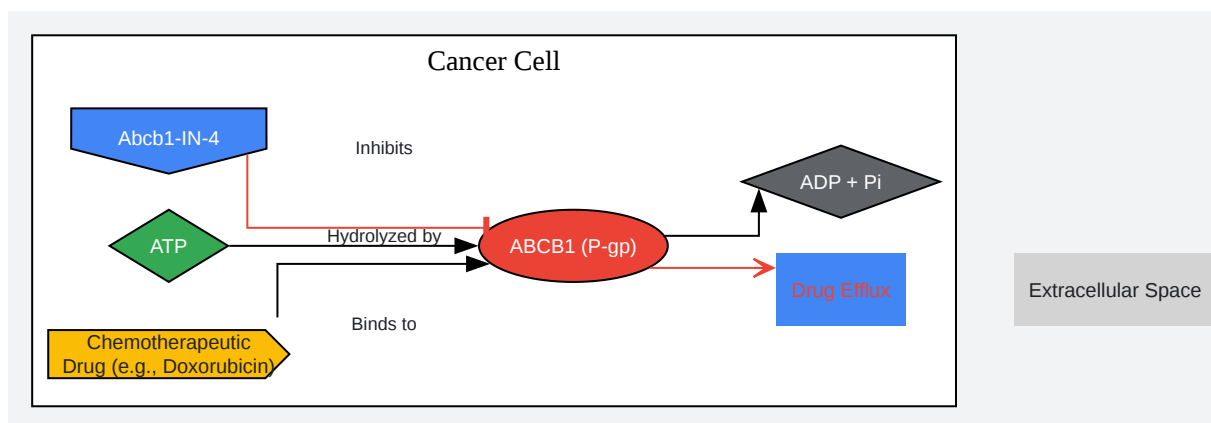 Cancer Cell
Abcb1-IN-4
Inhibits
ADP + Pi
Hydrolyzed by
ATP
ABCB1 (P-gp)
Drug Efflux
Extracellular Space
Binds to
Chemotherapeutic
Drug (e.g., Doxorubicin)